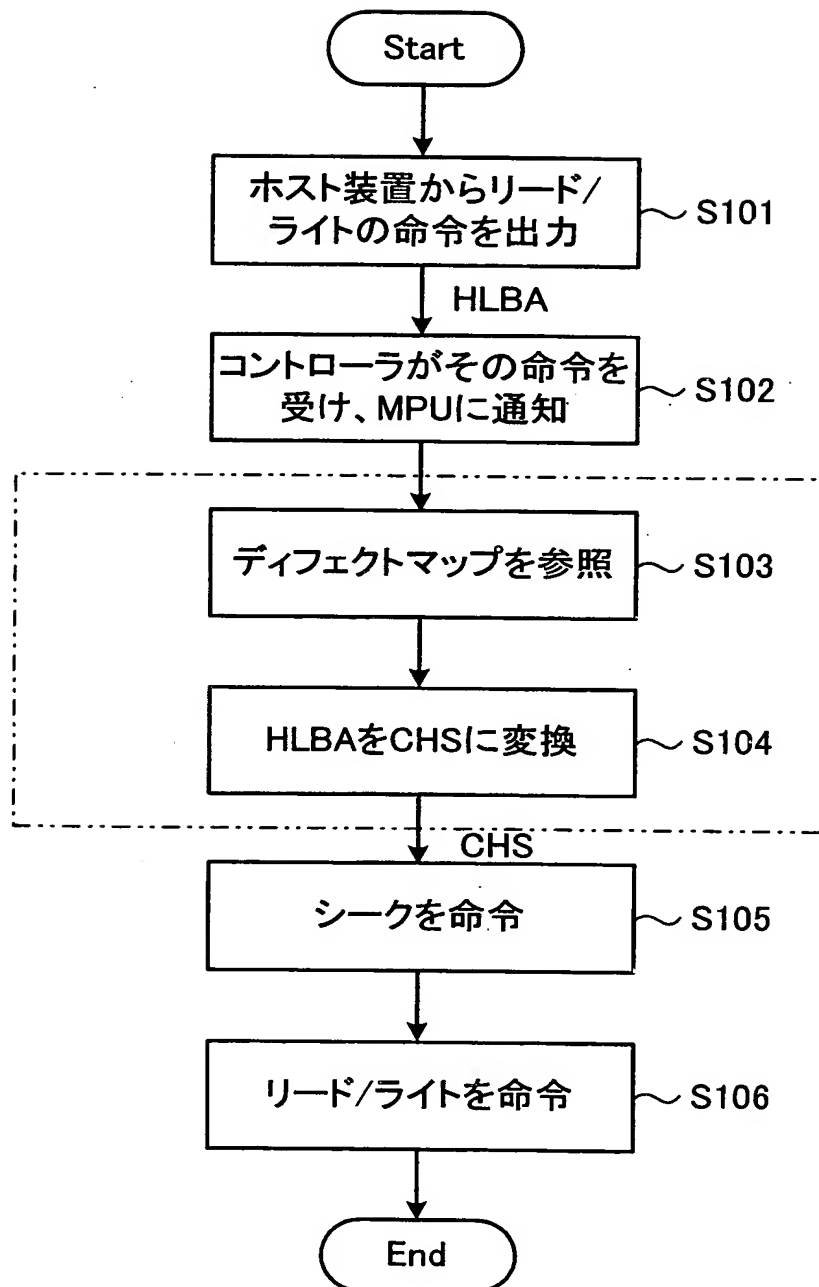 Start
ホスト装置からリード/
ライトの命令を出力
S101
HLBA
コントローラがその命令を
受け、MPUに通知
S102
ディフェクトマップを参照
S103
HLBAをCHSに変換
S104
CHS
シークを命令
S105
リード/ライトを命令
S106
End